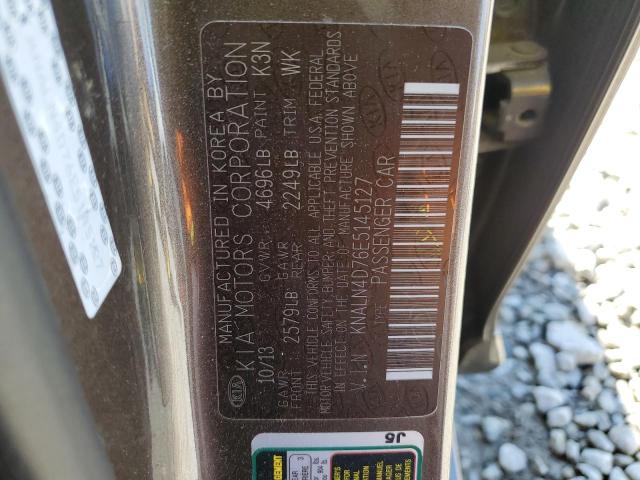 MANUFACTURED IN KOREA BY
KIA KIA MOTORS CORPORATION
10/13 GVWR 4696LB PAINT K3N
GAWR FRONT 2579LB GAWR REAR 2249LB TRIM WK
THIS VEHICLE CONFORMS TO ALL APPLICABLE U.S.A. FEDERAL
MOTOR VEHICLE SAFETY, BUMPER, AND THEFT PREVENTION STANDARDS
IN EFFECT ON THE DATE OF MANUFACTURE SHOWN ABOVE
V.I.N KNALN4D76E5145127
TYPE PASSENGER CAR
J6